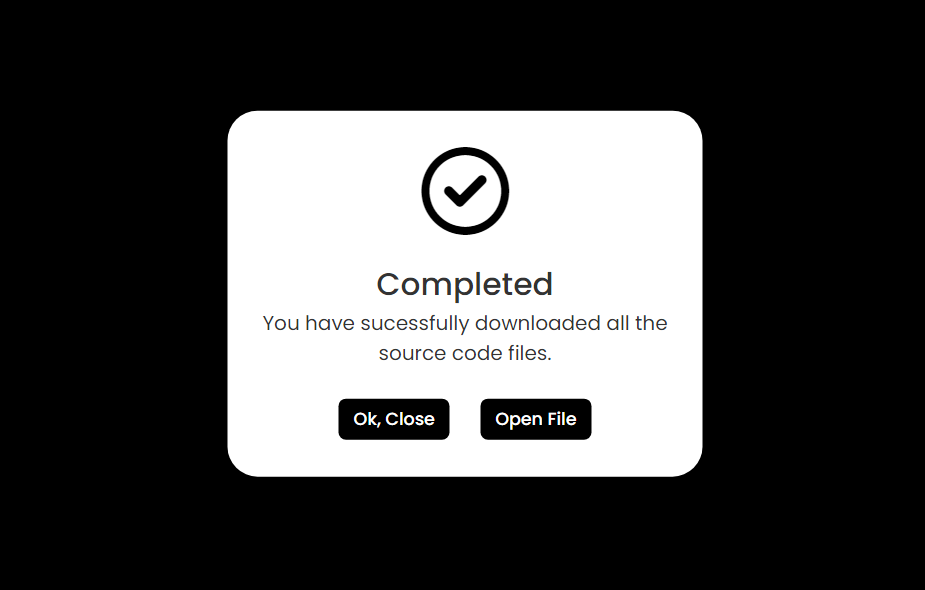 Completed
You have sucessfully downloaded all the
source code files.
Ok, Close
Open File